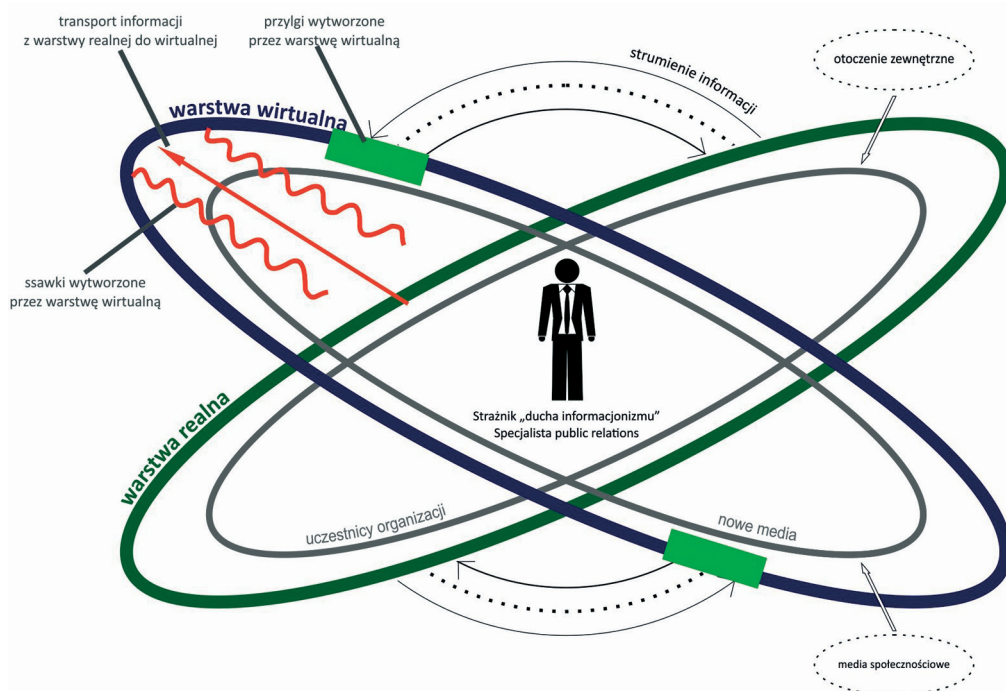 transport informacji
z warstwy realnej do wirtualnej
przylgi wytworzone
przez warstwę wirtualną
strumienie informacji
otoczenie zewnętrzne
warstwa wirtualna
ssawki wytworzone
przez warstwę wirtualną
warstwa realna
Strażnik „ducha informacjonizmu”
Specjalista public relations
uczestnicy organizacji
nowe media
media społecznościowe